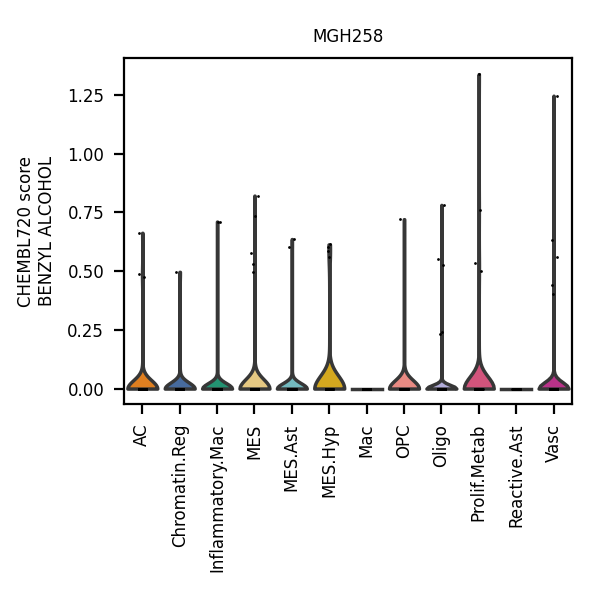 MGH258
CHEMBL720 score
BENZYL ALCOHOL
1.25
1.00
0.75
0.50
0.25
0.00
AC
Chromatin.Reg
Inflammatory.Mac
MES
MES.Ast
MES.Hyp
Mac
OPC
Oligo
Prolif.Metab
Reactive.Ast
Vasc